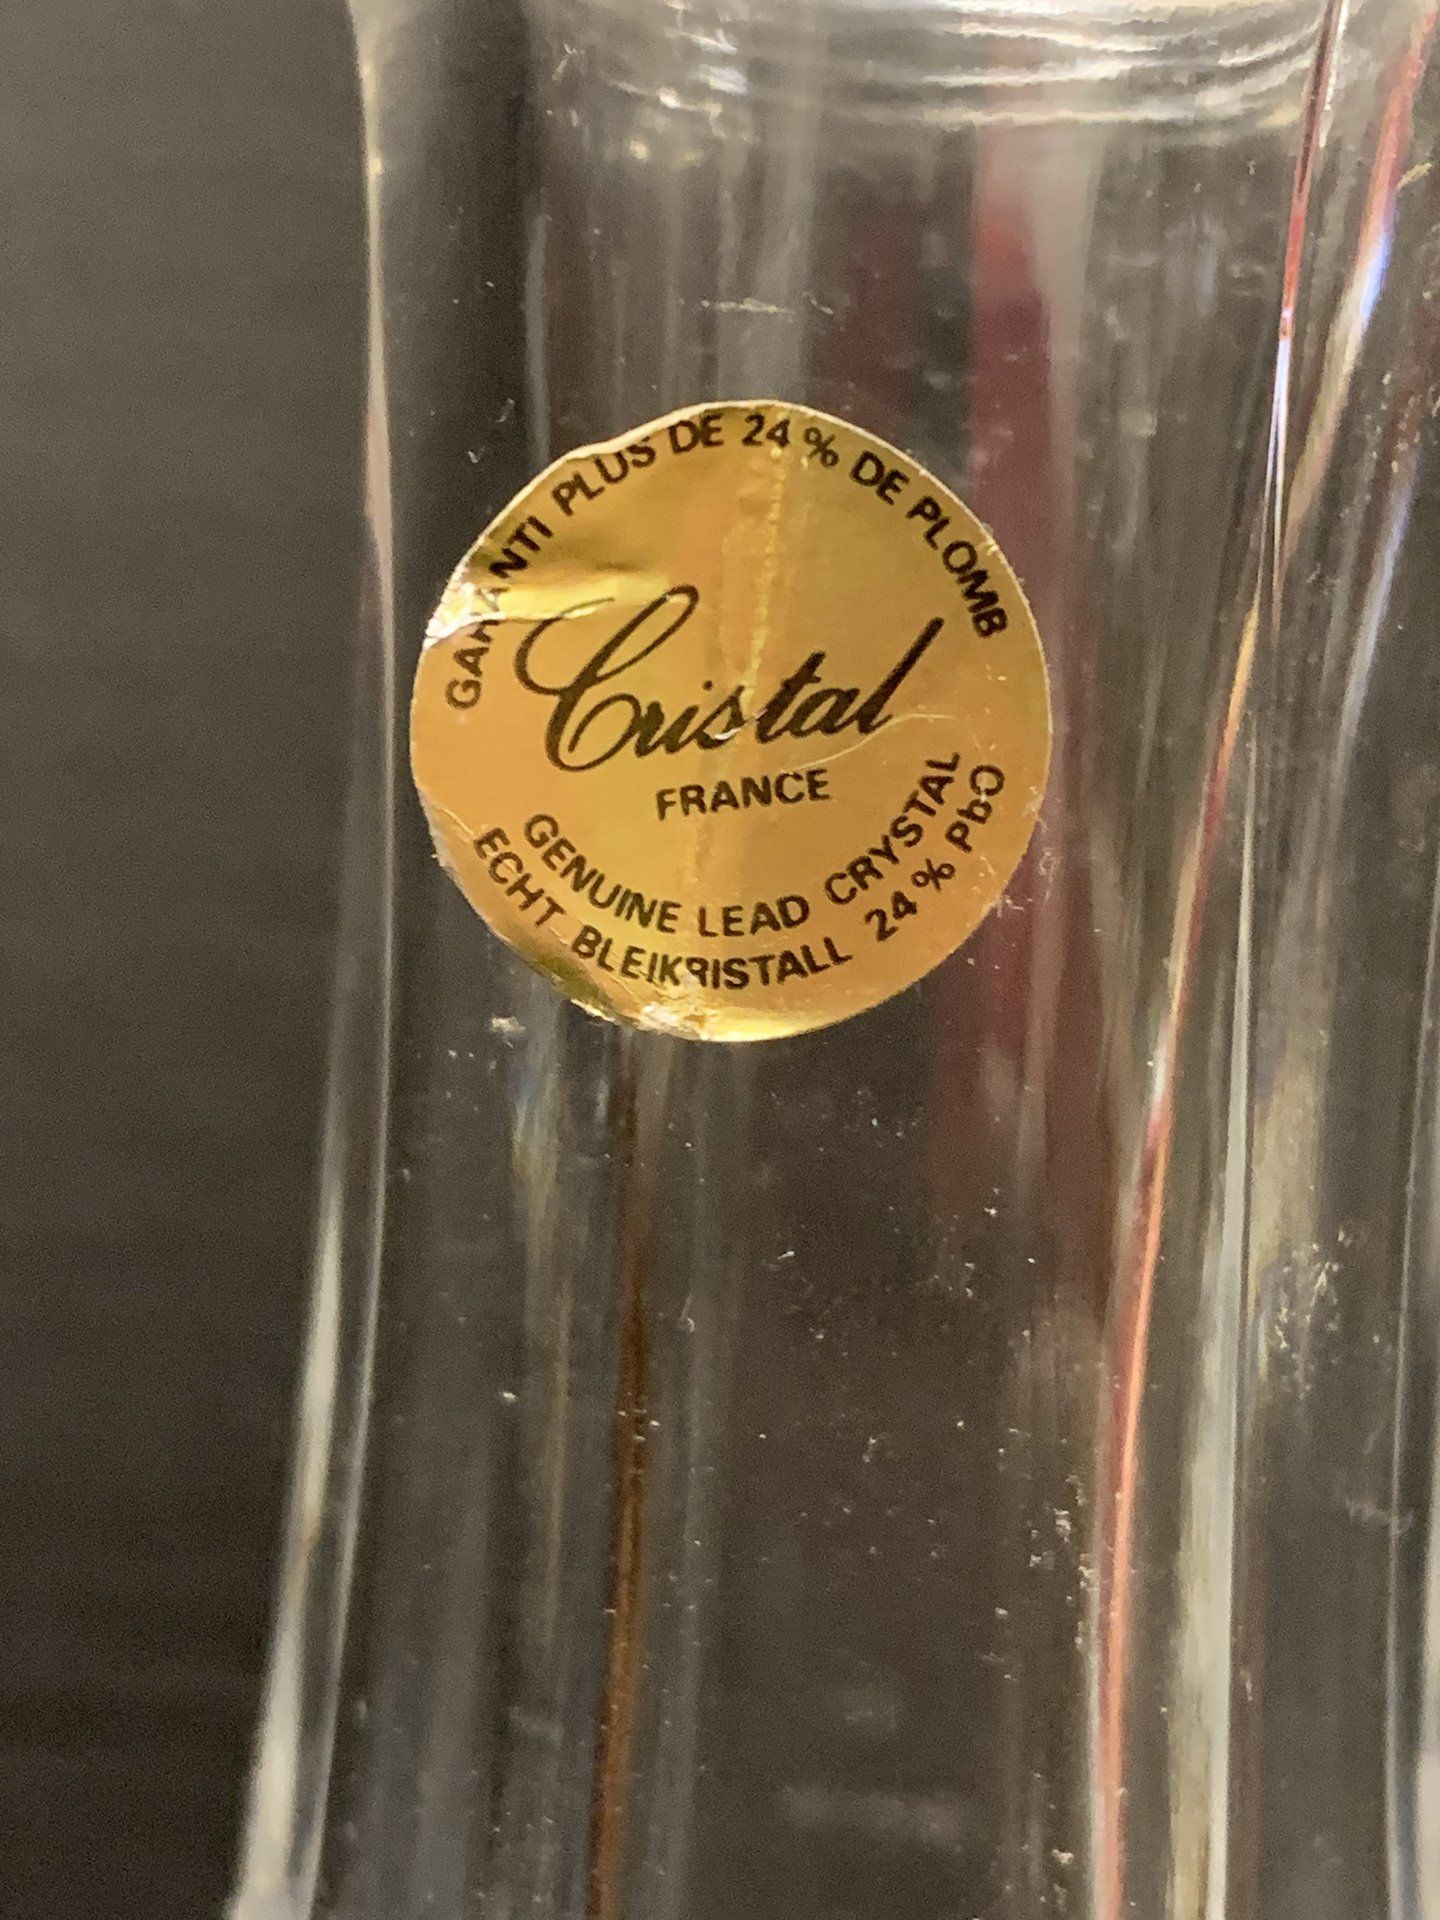 GARANTI PLUS DE 24% DE PLOMB
Cristal
FRANCE
GENUINE LEAD CRYSTAL
ECHT BLEIKRISTALL 24% PbO